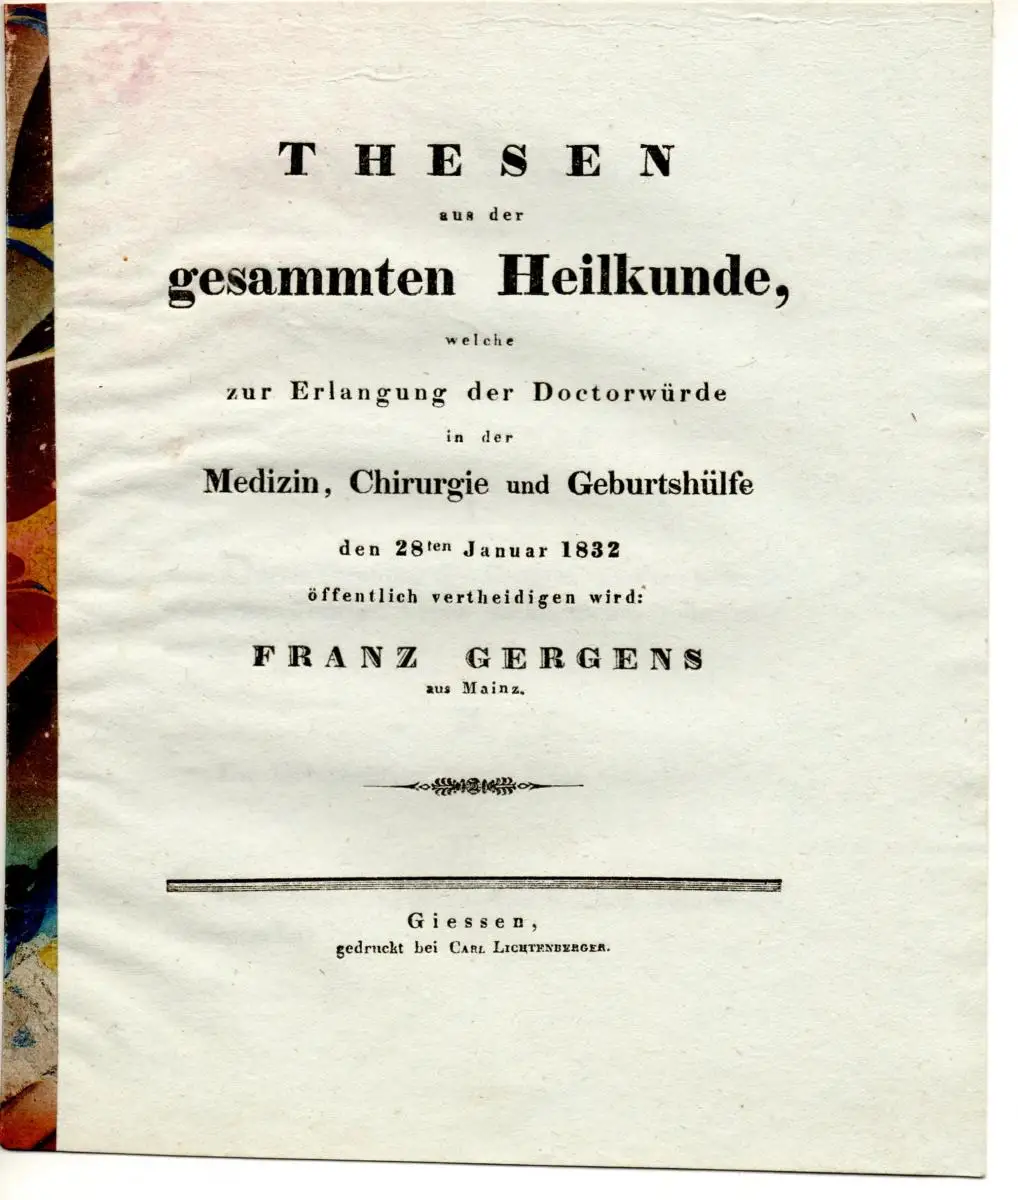 THESEN
aus der
gesammten Heilkunde,
welche
zur Erlangung der Doctorwürde
in der
Medizin, Chirurgie und Geburtshülfe
den 28ten Januar 1832
öffentlich vertheidigen wird:
FRANZ GERGENS
aus Mainz.
Giessen,
gedruckt bei CARL LICHTENBERGER.